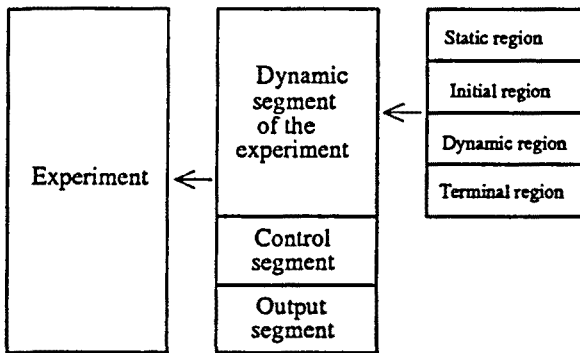 Experiment
Dynamic
segment
of the
experiment
Control
segment
Output
segment
Static region
Initial region
Dynamic region
Terminal region